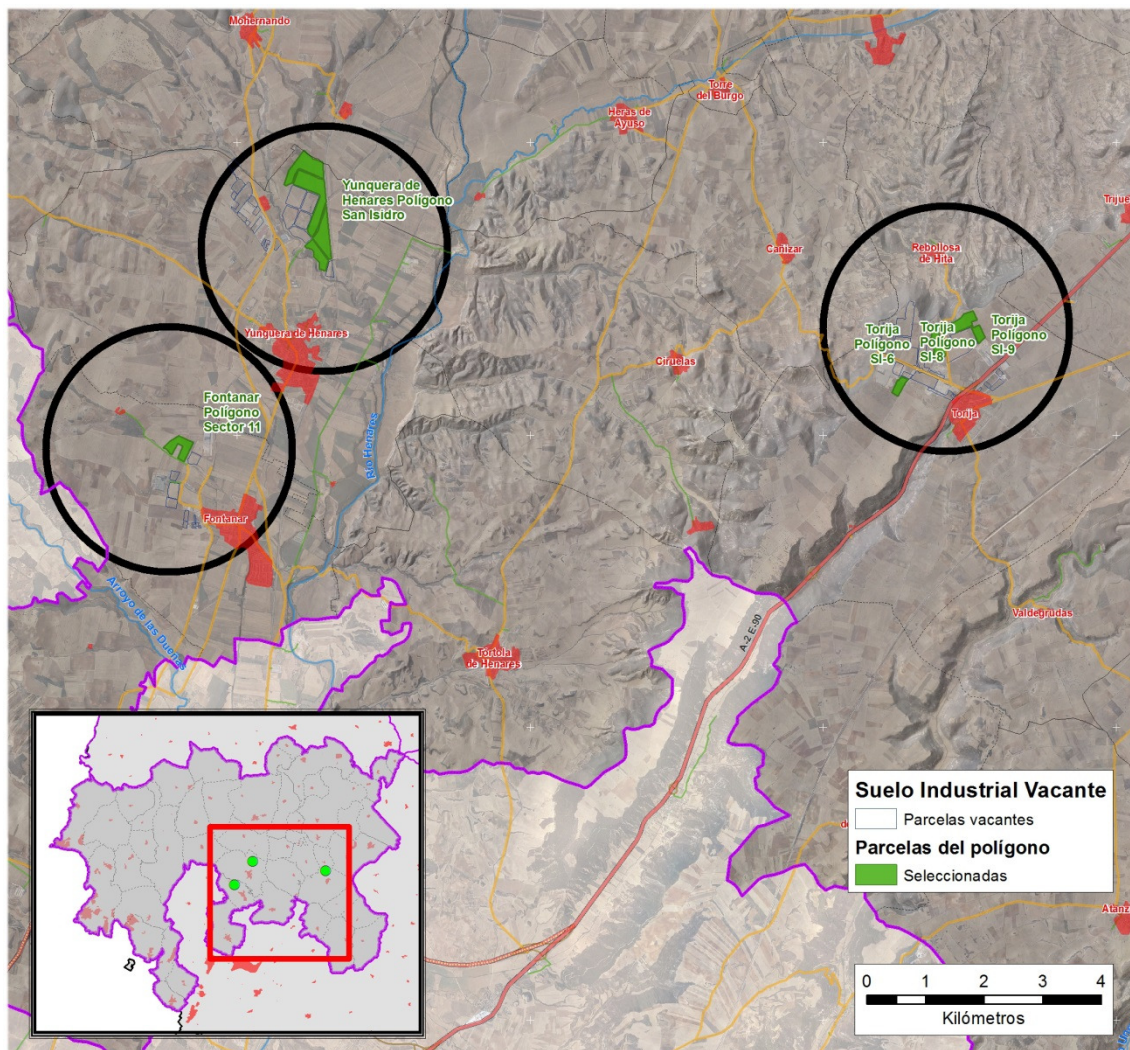 Mohernando
Torre
del Burgo
Heras de
Ayuso
Yunquera de
Henares Polígono
San Isidro
Trijue
Cañizar
Rebollosa
de Hita
Torija
Polígono
SI-6
Torija
Polígono
SI-8
Torija
Polígono
SI-9
Yunquera de Henares
Ciruelas
Fontanar
Polígono
Sector 11
Torija
Río Henares
Fontanar
Arroyo de las Dueñas
Valdegrudas
A-2 E-90
Tórtola
de Henares
de
Atanz
Suelo Industrial Vacante
Parcelas vacantes
Parcelas del polígono
Seleccionadas
0 1 2 3 4
Kilómetros